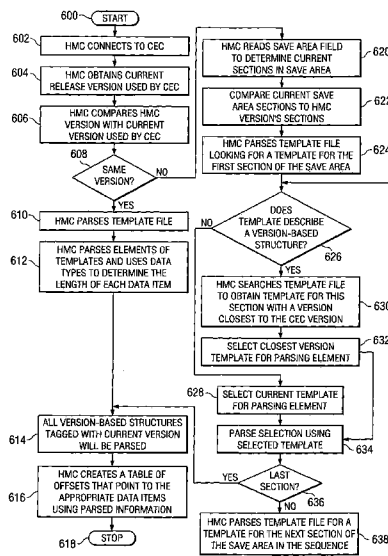 600
START
602
HMC CONNECTS TO CEC
604
HMC OBTAINS CURRENT
RELEASE VERSION USED BY CEC
606
HMC COMPARES HMC
VERSION WITH CURRENT
VERSION USED BY CEC
608
SAME
VERSION?
NO
YES
610
HMC PARSES TEMPLATE FILE
612
HMC PARSES ELEMENTS OF
TEMPLATES AND USES DATA
TYPES TO DETERMINE THE
LENGTH OF EACH DATA ITEM
614
ALL VERSION-BASED STRUCTURES
TAGGED WITH CURRENT VERSION
WILL BE PARSED
616
HMC CREATES A TABLE OF
OFFSETS THAT POINT TO THE
APPROPRIATE DATA ITEMS
USING PARSED INFORMATION
618
STOP
HMC READS SAVE AREA FIELD
TO DETERMINE CURRENT
SECTIONS IN SAVE AREA
620
COMPARE CURRENT SAVE
AREA SECTIONS TO HMC
VERSION'S SECTIONS
622
HMC PARSES TEMPLATE FILE
LOOKING FOR A TEMPLATE FOR THE
FIRST SECTION OF THE SAVE AREA
624
DOES
TEMPLATE DESCRIBE
A VERSION-BASED
STRUCTURE?
NO
626
YES
HMC SEARCHES TEMPLATE FILE
TO OBTAIN TEMPLATE FOR THIS
SECTION WITH A VERSION
CLOSEST TO THE CEC VERSION
630
SELECT CLOSEST VERSION
TEMPLATE FOR PARSING ELEMENT
632
628
SELECT CURRENT TEMPLATE
FOR PARSING ELEMENT
PARSE SELECTION USING
SELECTED TEMPLATE
634
YES
LAST
SECTION?
636
NO
HMC PARSES TEMPLATE FILE FOR A
TEMPLATE FOR THE NEXT SECTION OF
THE SAVE AREA IN THE SEQUENCE
638